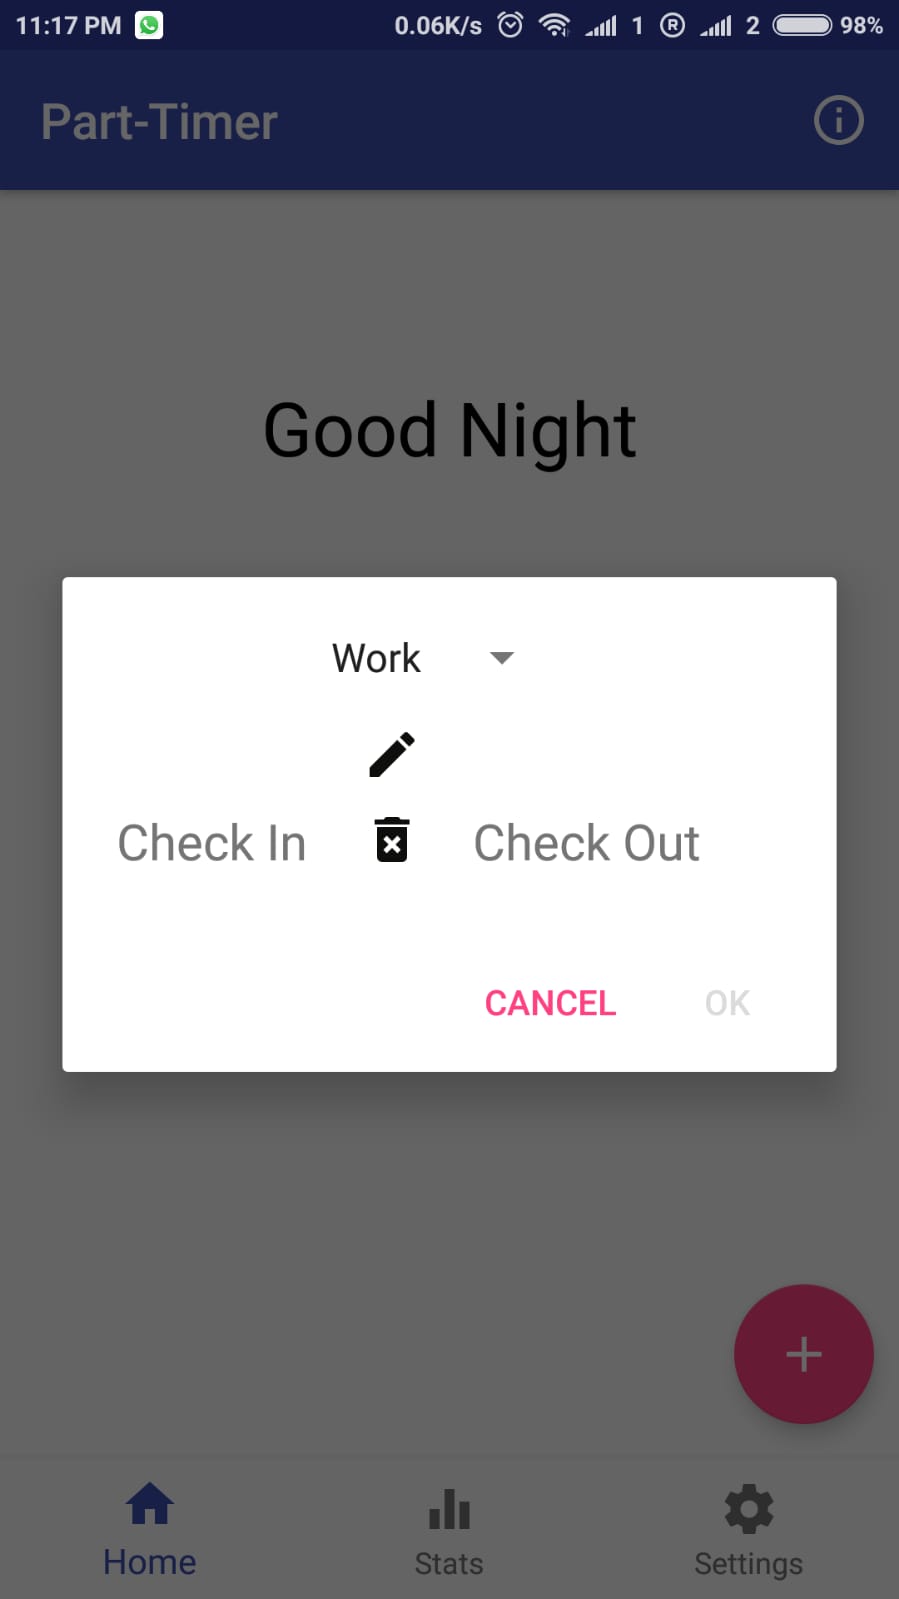 11:17 PM 0.06K/s 1 R 2 98%
Part-Timer
Good Night
Work
Check In Check Out
CANCEL OK
Home Stats Settings